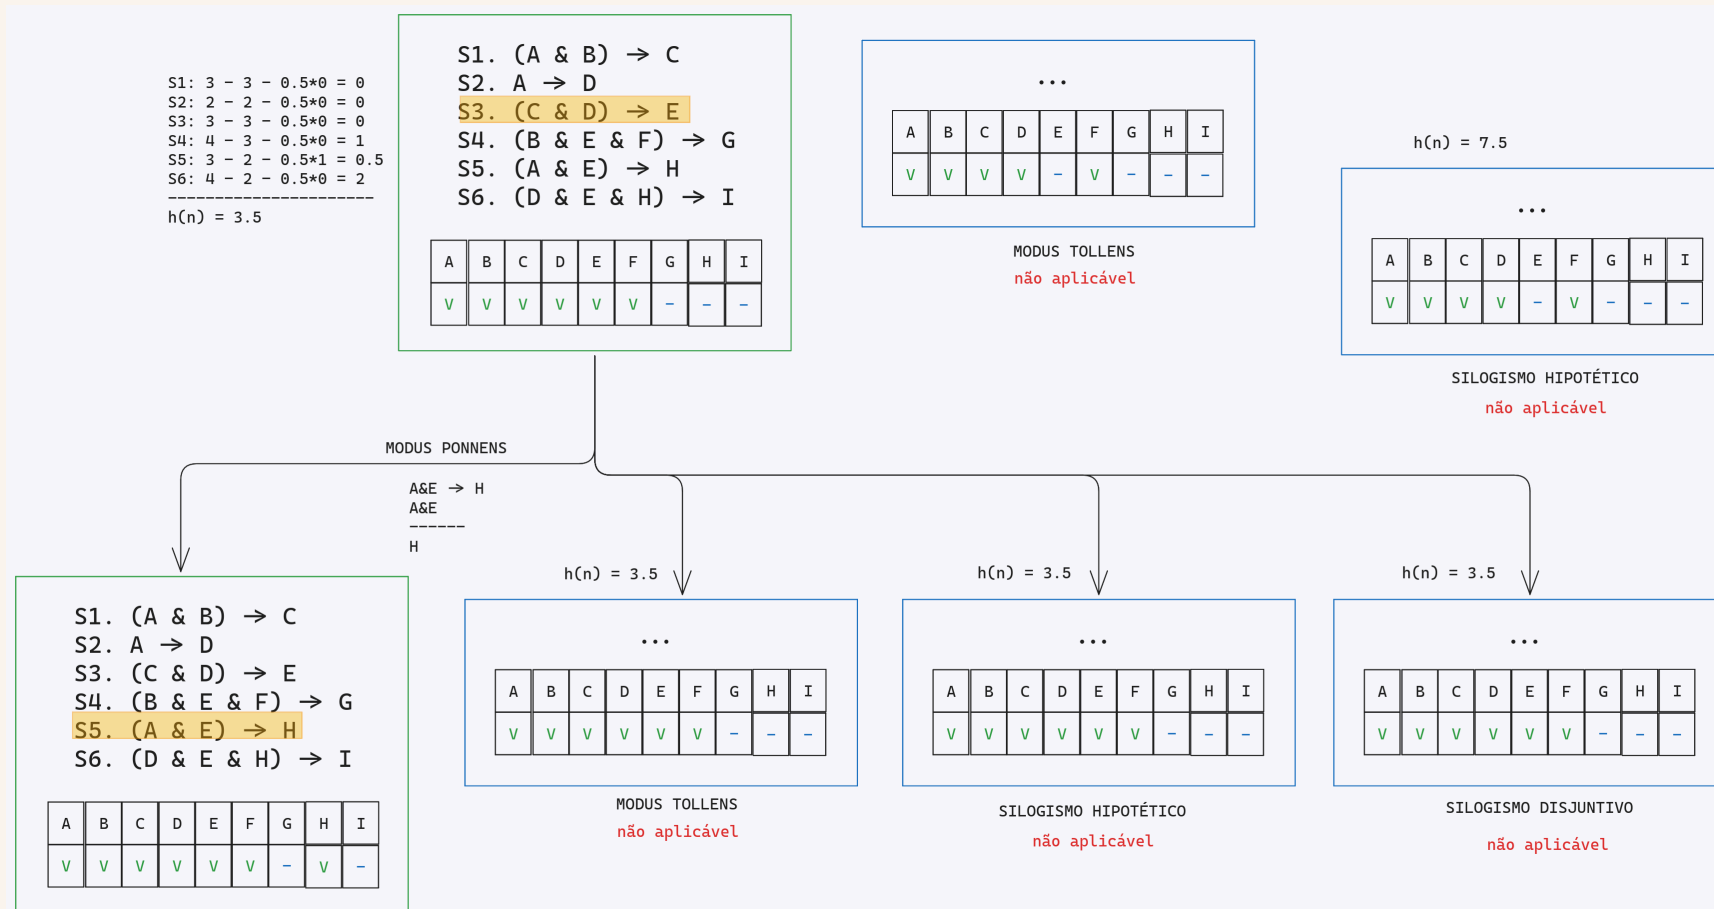 S1: 3 - 3 - 0.5*0 = 0
S2: 2 - 2 - 0.5*0 = 0
S3: 3 - 3 - 0.5*0 = 0
S4: 4 - 3 - 0.5*0 = 1
S5: 3 - 2 - 0.5*1 = 0.5
S6: 4 - 2 - 0.5*0 = 2
----------------------
h(n) = 3.5
S1. (A & B) → C
S2. A → D
S3. (C & D) → E
S4. (B & E & F) → G
S5. (A & E) → H
S6. (D & E & H) → I
A B C D E F G H I
V V V V V V - - -
...
A B C D E F G H I
V V V V - V - - -
MODUS TOLLENS
não aplicável
h(n) = 7.5
...
A B C D E F G H I
V V V V - V - - -
SILOGISMO HIPOTÉTICO
não aplicável
MODUS PONNENS
A&E → H
A&E
------
H
S1. (A & B) → C
S2. A → D
S3. (C & D) → E
S4. (B & E & F) → G
S5. (A & E) → H
S6. (D & E & H) → I
A B C D E F G H I
V V V V V V - V -
h(n) = 3.5
...
A B C D E F G H I
V V V V V V - - -
MODUS TOLLENS
não aplicável
h(n) = 3.5
...
A B C D E F G H I
V V V V V V - - -
SILOGISMO HIPOTÉTICO
não aplicável
h(n) = 3.5
...
A B C D E F G H I
V V V V V V - - -
SILOGISMO DISJUNTIVO
não aplicável